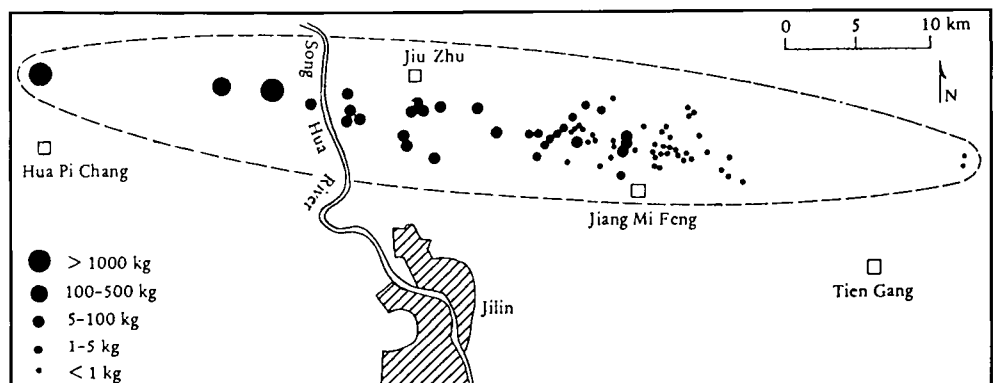 0 5 10 km
N
Song Hua River
Jiu Zhu
Hua Pi Chang
Jiang Mi Feng
Tien Gang
Jilin
> 1000 kg
100-500 kg
5-100 kg
1-5 kg
< 1 kg